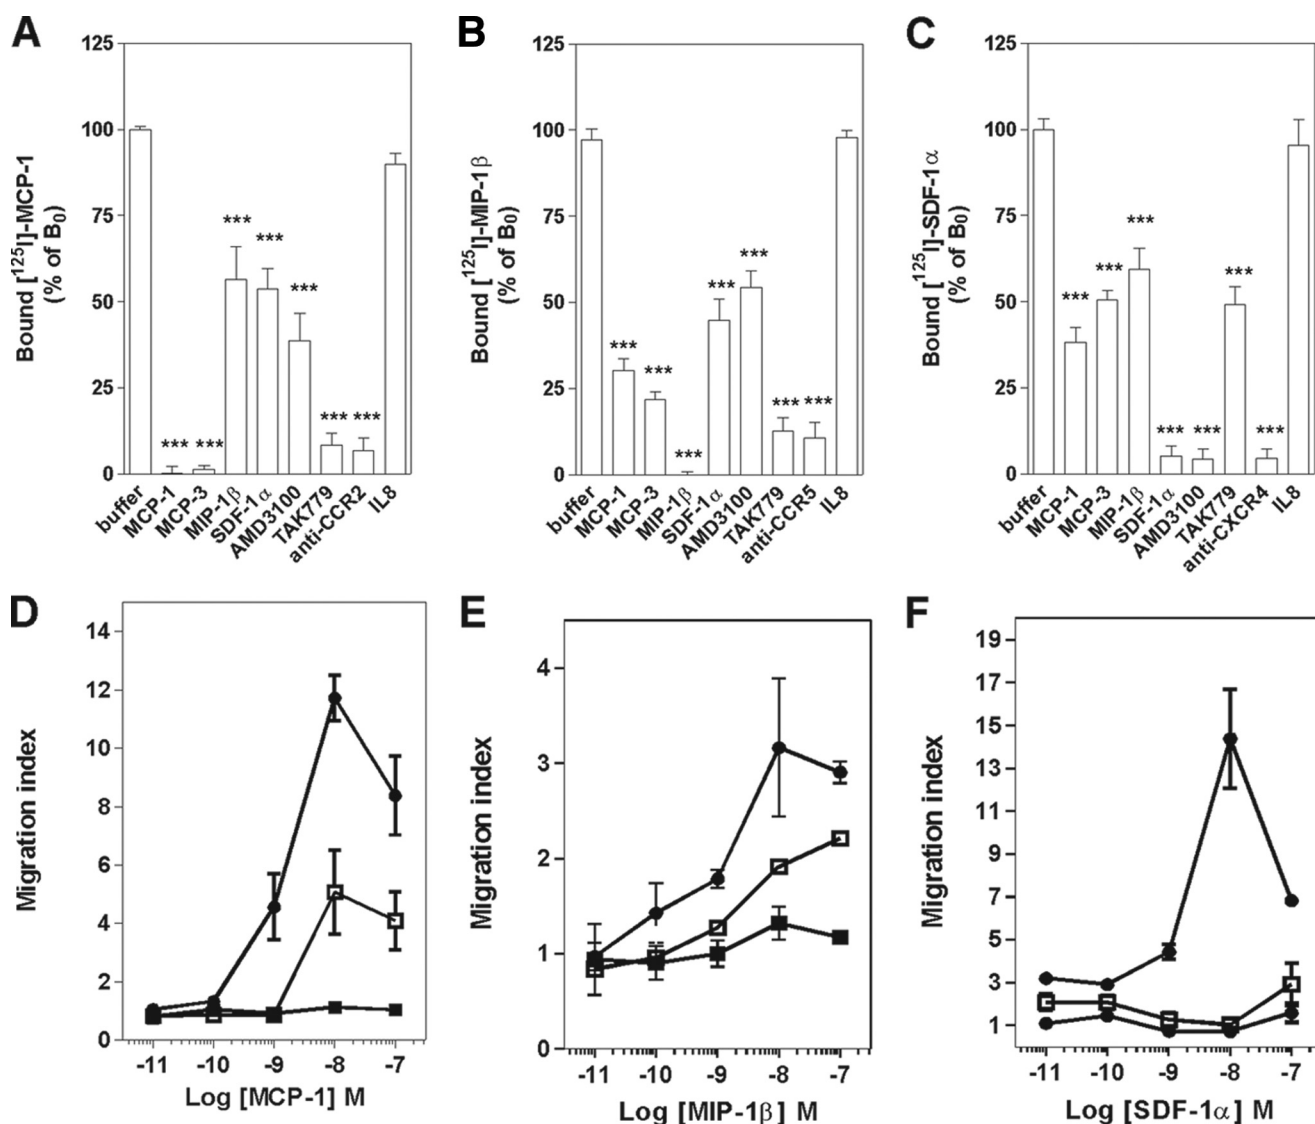 A
Bound [125I]-MCP-1
(% of B0)
125
100
75
50
25
0
***
***
***
***
***
***
***
buffer
MCP-1
MCP-3
MIP-1β
SDF-1α
AMD3100
TAK779
anti-CCR2
IL8
B
Bound [125I]-MIP-1β
(% of B0)
125
100
75
50
25
0
***
***
***
***
***
***
***
buffer
MCP-1
MCP-3
MIP-1β
SDF-1α
AMD3100
TAK779
anti-CCR5
IL8
C
Bound [125I]-SDF-1α
(% of B0)
125
100
75
50
25
0
***
***
***
***
***
***
***
buffer
MCP-1
MCP-3
MIP-1β
SDF-1α
AMD3100
TAK779
anti-CXCR4
IL8
D
Migration index
14
12
10
8
6
4
2
0
-11 -10 -9 -8 -7
Log [MCP-1] M
E
Migration index
4
3
2
1
0
-11 -10 -9 -8 -7
Log [MIP-1β] M
F
Migration index
19
17
15
13
11
9
7
5
3
1
-11 -10 -9 -8 -7
Log [SDF-1α] M